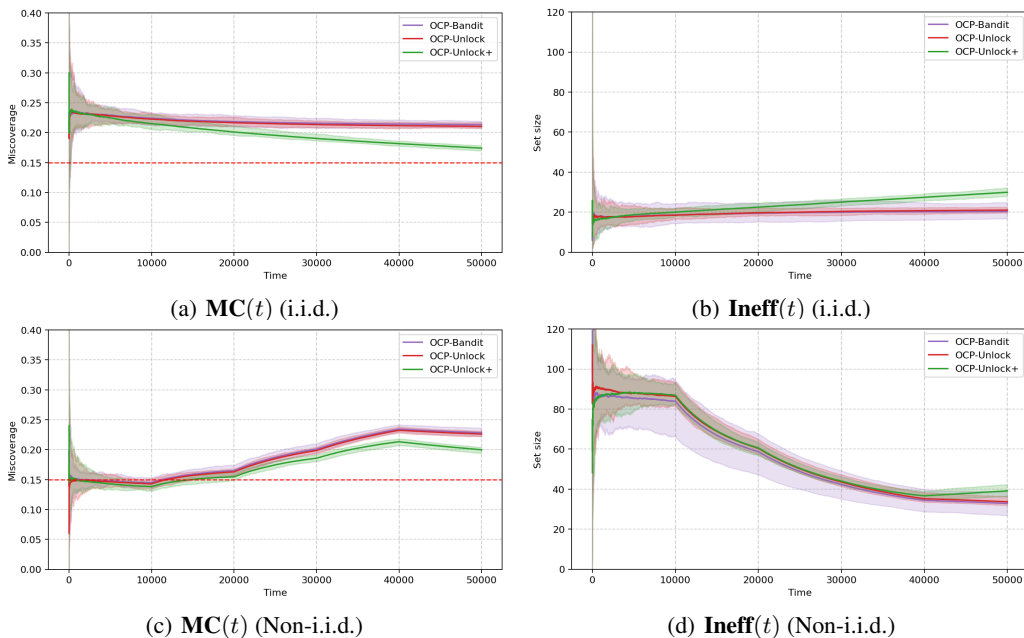 0.40
0.35
0.30
0.25
0.20
0.15
0.10
0.05
0.00
Miscoverage
0 10000 20000 30000 40000 50000
Time
OCP-Bandit
OCP-Unlock
OCP-Unlock+
(a) MC(t) (i.i.d.)
120
100
80
60
40
20
0
Set size
0 10000 20000 30000 40000 50000
Time
OCP-Bandit
OCP-Unlock
OCP-Unlock+
(b) Ineff(t) (i.i.d.)
0.40
0.35
0.30
0.25
0.20
0.15
0.10
0.05
0.00
Miscoverage
0 10000 20000 30000 40000 50000
Time
OCP-Bandit
OCP-Unlock
OCP-Unlock+
(c) MC(t) (Non-i.i.d.)
120
100
80
60
40
20
0
Set size
0 10000 20000 30000 40000 50000
Time
OCP-Bandit
OCP-Unlock
OCP-Unlock+
(d) Ineff(t) (Non-i.i.d.)